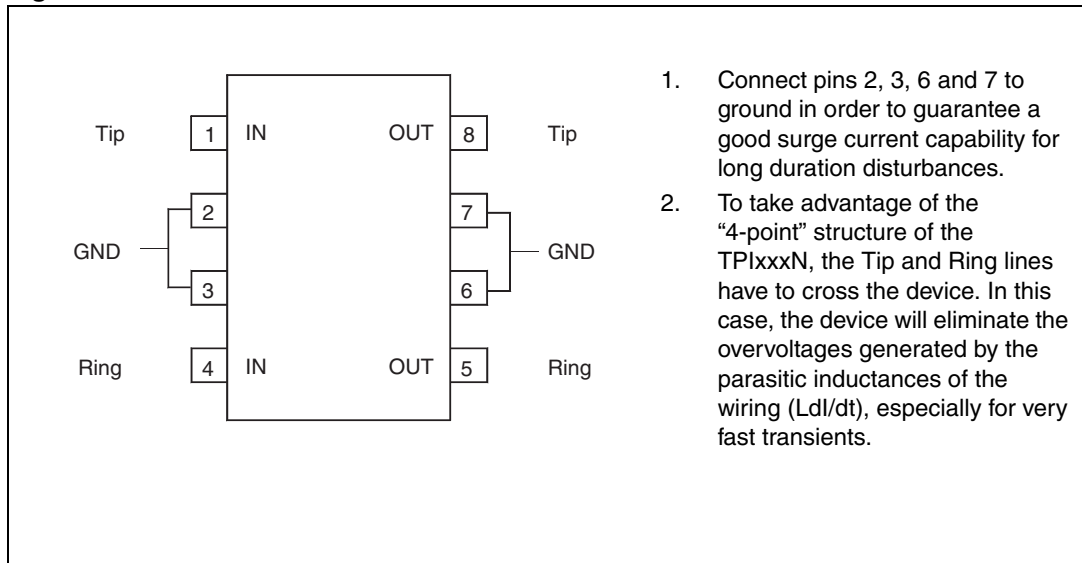 Tip 1 IN OUT 8 Tip
2 7
GND GND
3 6
Ring 4 IN OUT 5 Ring
1. Connect pins 2, 3, 6 and 7 to
ground in order to guarantee a
good surge current capability for
long duration disturbances.
2. To take advantage of the
“4-point” structure of the
TPIxxxN, the Tip and Ring lines
have to cross the device. In this
case, the device will eliminate the
overvoltages generated by the
parasitic inductances of the
wiring (LdI/dt), especially for very
fast transients.